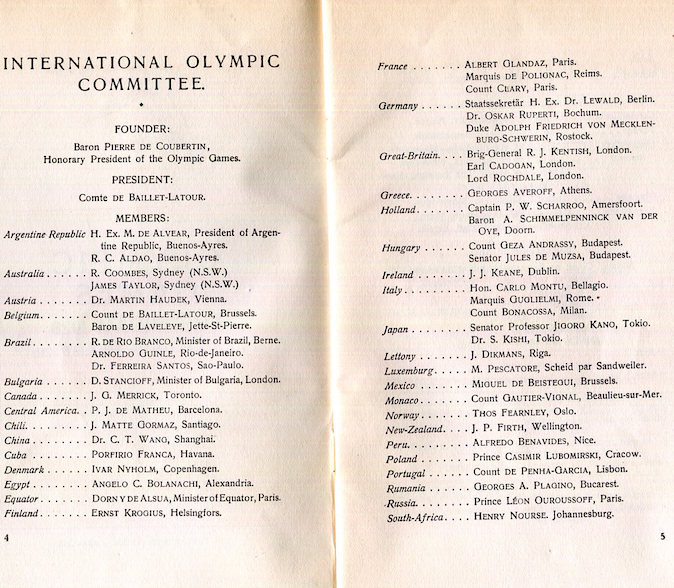 INTERNATIONAL OLYMPIC
COMMITTEE.
FOUNDER:
Baron PIERRE DE COUBERTIN,
Honorary President of the Olympic Games.
PRESIDENT:
Comte DE BAILLET-LATOUR.
MEMBERS:
Argentine Republic H. Ex. M. DE ALVEAR, President of Argen-
tine Republic, Buenos-Ayres.
R. C. ALDAO, Buenos-Ayres.
Australia . . . . . . R. COOMBES, Sydney (N.S.W.)
JAMES TAYLOR, Sydney (N.S.W.)
Austria . . . . . . . Dr. MARTIN HAUDEK, Vienna.
Belgium. . . . . . . Count DE BAILLET-LATOUR, Brussels.
Baron DE LAVELEYE, Jette-St-Pierre.
Brazil . . . . . . . . R. DE RIO BRANCO, Minister of Brazil, Berne.
ARNOLDO GUINLE, Rio-de-Janeiro.
Dr. FERREIRA SANTOS, Sao-Paulo.
Bulgaria . . . . . . D. STANCIOFF, Minister of Bulgaria, London.
Canada . . . . . . . J. G. MERRICK, Toronto.
Central America. . P. J. DE MATHEU, Barcelona.
Chili. . . . . . . . . J. MATTE GORMAZ, Santiago.
China . . . . . . . . Dr. C. T. WANG, Shanghai.
Cuba . . . . . . . . PORFIRIO FRANCA, Havana.
Denmark . . . . . . IVAR NYHOLM, Copenhagen.
Egypt . . . . . . . . ANGELO C. BOLANACHI, Alexandria.
Equator . . . . . . . DORN Y DE ALSUA, Minister of Equator, Paris.
Finland . . . . . . . ERNST KROGIUS, Helsingfors.
4
France . . . . . . . ALBERT GLANDAZ, Paris.
Marquis DE POLIGNAC, Reims.
Count CLARY, Paris.
Germany . . . . . . Staatssekretär H. Ex. Dr. LEWALD, Berlin.
Dr. OSKAR RUPERTI, Bochum.
Duke ADOLPH FRIEDRICH VON MECKLEN-
BURG-SCHWERIN, Rostock.
Great-Britain. . . . Brig-General R. J. KENTISH, London.
Earl CADOGAN, London.
Lord ROCHDALE, London.
Greece. . . . . . . . GEORGES AVEROFF, Athens.
Holland . . . . . . . Captain P. W. SCHARROO, Amersfoort.
Baron A. SCHIMMELPENNINCK VAN DER
OYE, Doorn.
Hungary . . . . . . Count GEZA ANDRASSY, Budapest.
Senator JULES DE MUZSA, Budapest.
Ireland . . . . . . . J. J. KEANE, Dublin.
Italy . . . . . . . . . Hon. CARLO MONTU, Bellagio.
Marquis GUGLIELMI, Rome.
Count BONACOSSA, Milan.
Japan . . . . . . . . Senator Professor JIGORO KANO, Tokio.
Dr. S. KISHI, Tokio.
Lettony . . . . . . . J. DIKMANS, Riga.
Luxemburg. . . . . M. PESCATORE, Scheid par Sandweiler.
Mexico . . . . . . . MIGUEL DE BEISTEGUI, Brussels.
Monaco . . . . . . . Count GAUTIER-VIGNAL, Beaulieu-sur-Mer.
Norway . . . . . . . THOS FEARNLEY, Oslo.
New-Zealand. . . . J. P. FIRTH, Wellington.
Peru. . . . . . . . . ALFREDO BENAVIDES, Nice.
Poland . . . . . . . Prince CASIMIR LUBOMIRSKI, Cracow.
Portugal . . . . . . Count DE PENHA-GARCIA, Lisbon.
Rumania . . . . . . GEORGES A. PLAGINO, Bucarest.
Russia. . . . . . . . Prince LÉON OUROUSSOFF, Paris.
South-Africa . . . . HENRY NOURSE. Johannesburg.
5